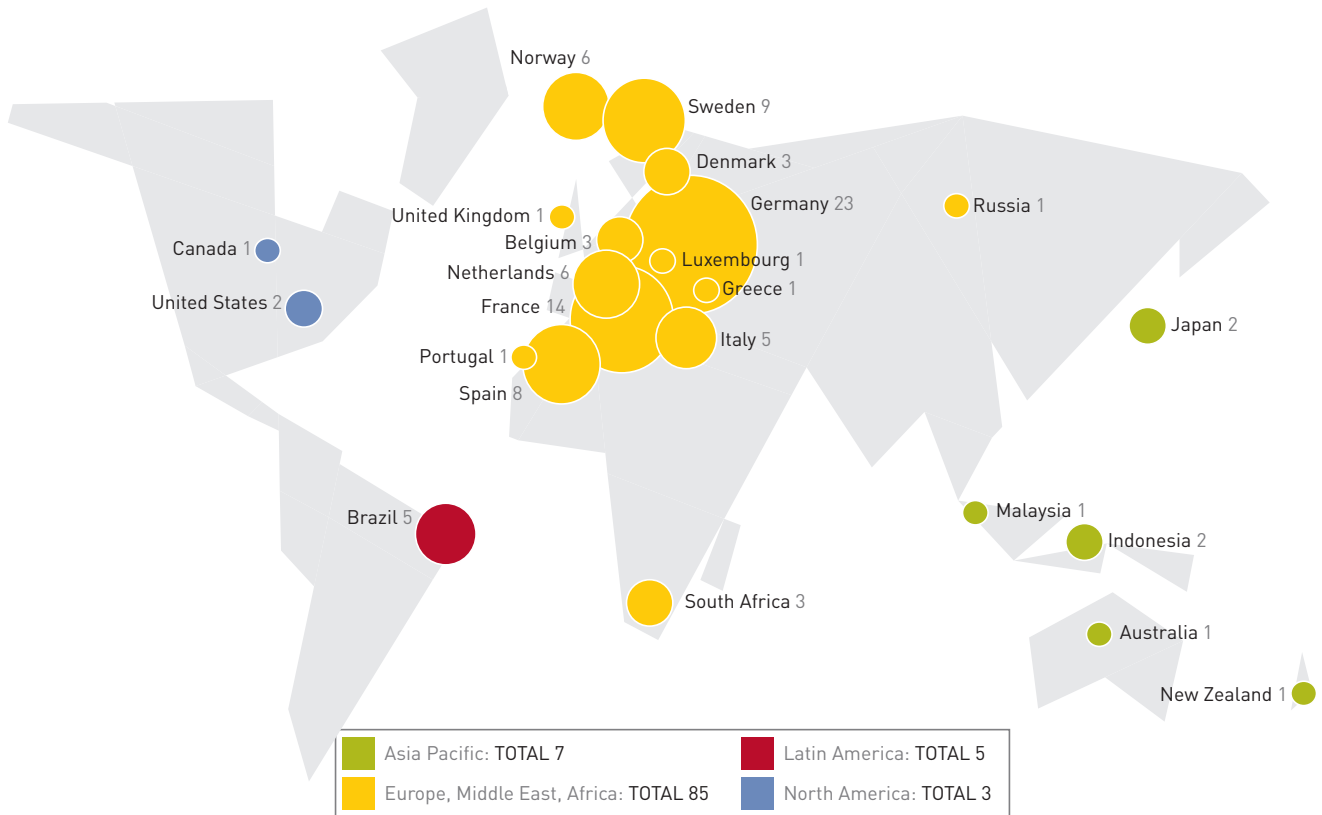 Norway 6
Sweden 9
Denmark 3
Germany 23
United Kingdom 1
Russia 1
Belgium 3
Canada 1
Luxembourg 1
Netherlands 6
Greece 1
United States 2
France 14
Japan 2
Italy 5
Portugal 1
Spain 8
Malaysia 1
Brazil 5
Indonesia 2
South Africa 3
Australia 1
New Zealand 1
Asia Pacific: TOTAL 7
Latin America: TOTAL 5
Europe, Middle East, Africa: TOTAL 85
North America: TOTAL 3